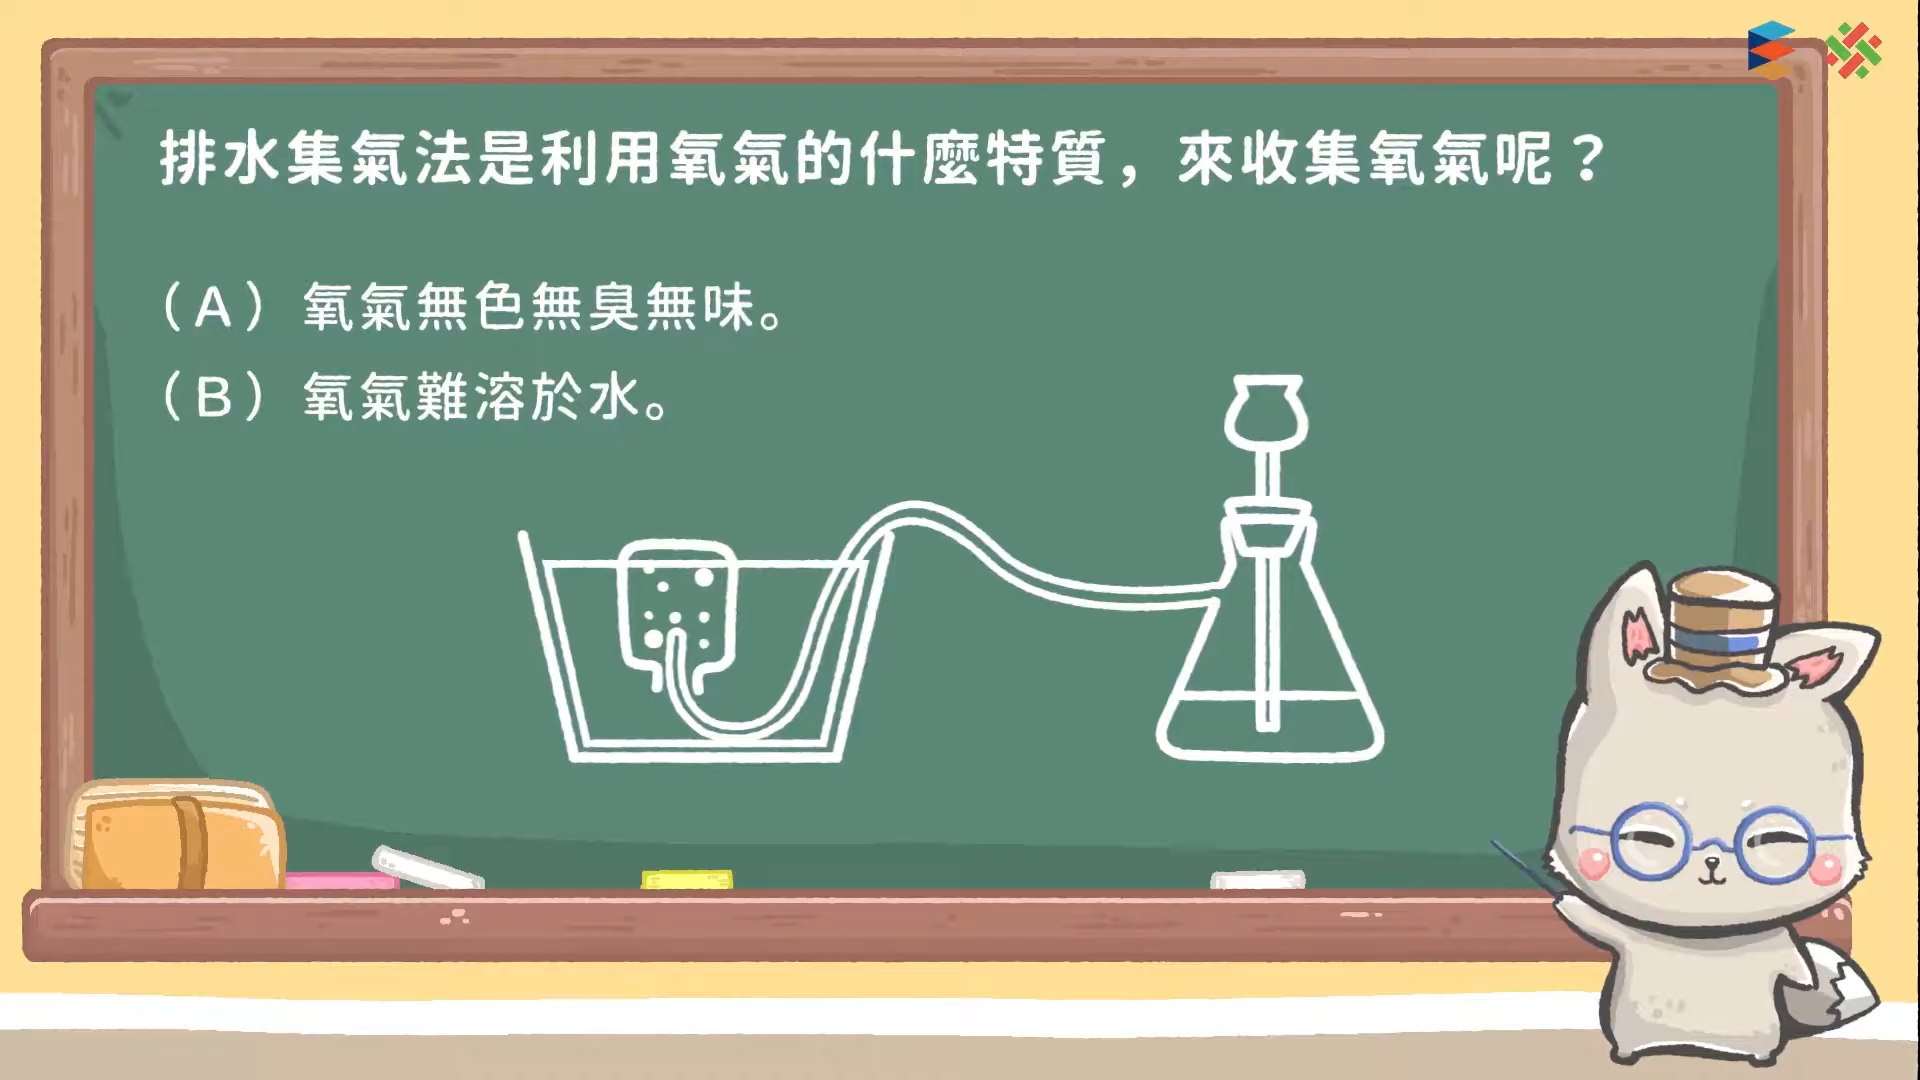 排水集氣法是利用氧氣的什麼特質，來收集氧氣呢？
（A）氧氣無色無臭無味。
（B）氧氣難溶於水。